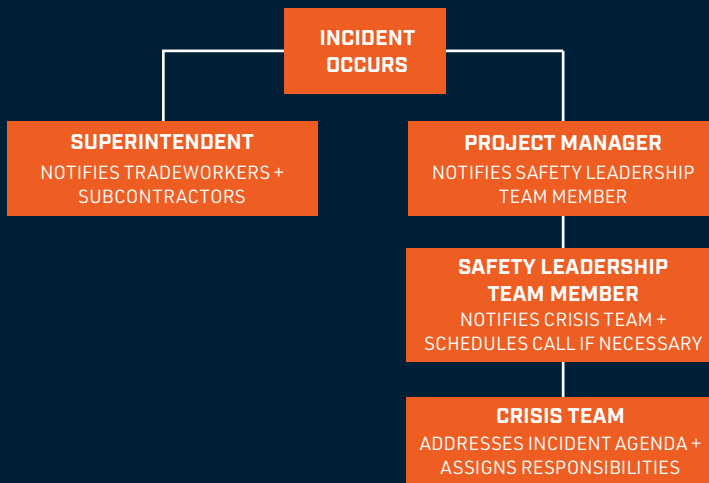 INCIDENT
OCCURS
SUPERINTENDENT
NOTIFIES TRADEWORKERS +
SUBCONTRACTORS
PROJECT MANAGER
NOTIFIES SAFETY LEADERSHIP
TEAM MEMBER
SAFETY LEADERSHIP
TEAM MEMBER
NOTIFIES CRISIS TEAM +
SCHEDULES CALL IF NECESSARY
CRISIS TEAM
ADDRESSES INCIDENT AGENDA +
ASSIGNS RESPONSIBILITIES